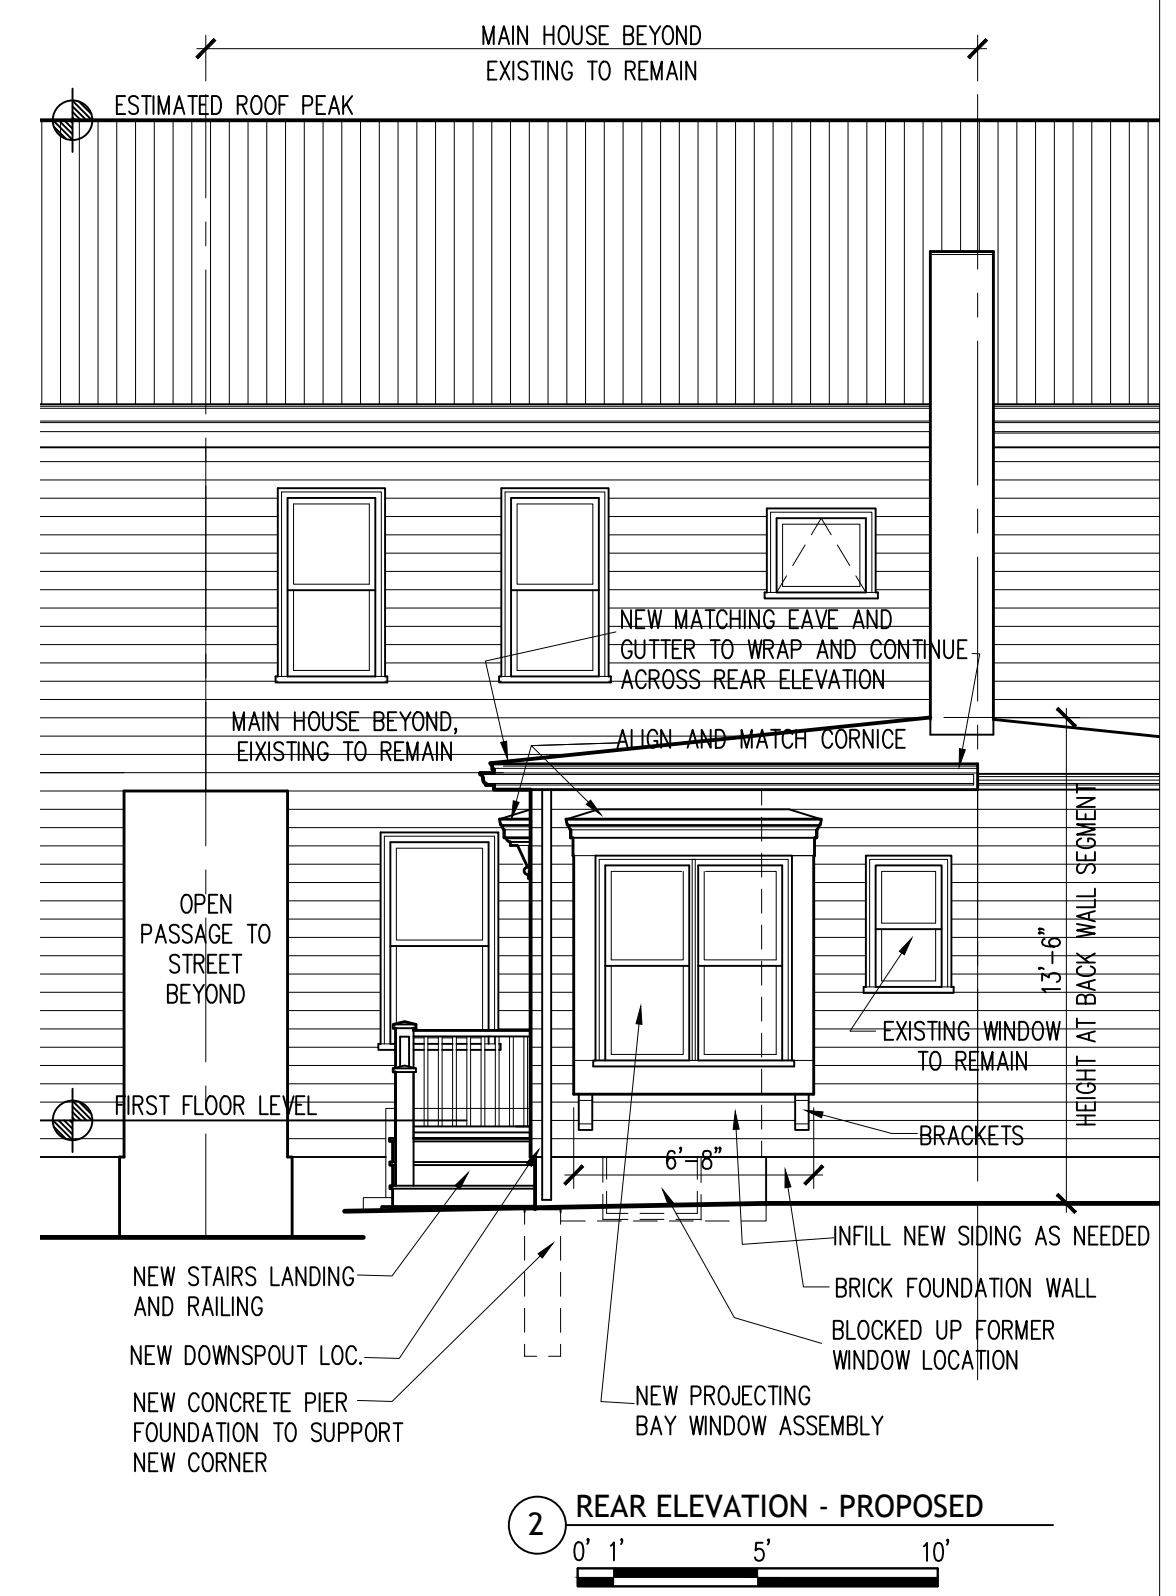 MAIN HOUSE BEYOND
EXISTING TO REMAIN
ESTIMATED ROOF PEAK
NEW MATCHING EAVE AND
GUTTER TO WRAP AND CONTINUE
ACROSS REAR ELEVATION
MAIN HOUSE BEYOND,
EIXISTING TO REMAIN
ALIGN AND MATCH CORNICE
OPEN
PASSAGE TO
STREET
BEYOND
13'-6"
HEIGHT AT BACK WALL SEGMENT
EXISTING WINDOW
TO REMAIN
FIRST FLOOR LEVEL
BRACKETS
6'-8"
INFILL NEW SIDING AS NEEDED
NEW STAIRS LANDING
AND RAILING
BRICK FOUNDATION WALL
BLOCKED UP FORMER
WINDOW LOCATION
NEW DOWNSPOUT LOC.
NEW CONCRETE PIER
FOUNDATION TO SUPPORT
NEW CORNER
NEW PROJECTING
BAY WINDOW ASSEMBLY
2 REAR ELEVATION - PROPOSED
0' 1' 5' 10'